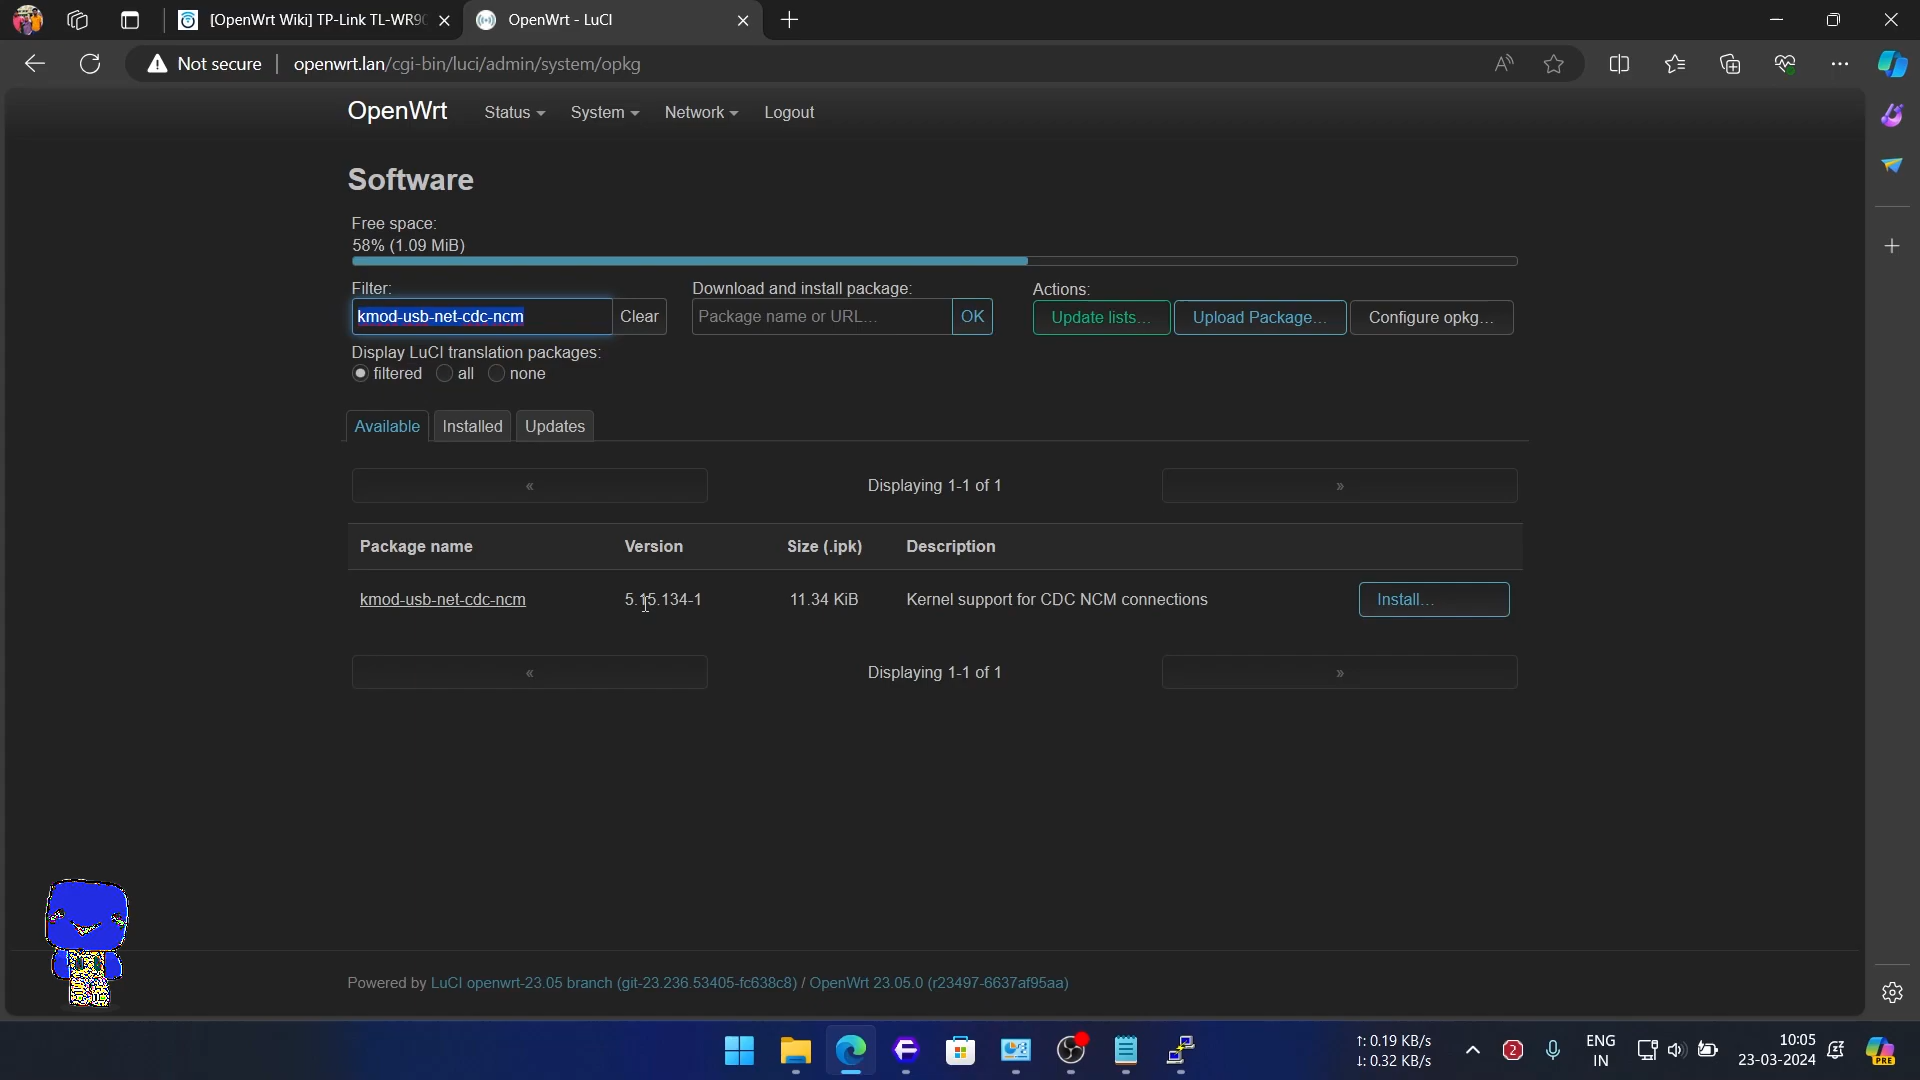 [OpenWrt Wiki] TP-Link TL-WR90
OpenWrt - LuCI
Not secure
openwrt.lan/cgi-bin/luci/admin/system/opkg
OpenWrt Status System Network Logout
Software
Free space:
58% (1.09 MiB)
Filter: Download and install package: Actions:
kmod-usb-net-cdc-ncm Clear Package name or URL... OK Update lists... Upload Package... Configure opkg...
Display LuCI translation packages:
filtered all none
Available Installed Updates
« Displaying 1-1 of 1 »
Package name Version Size (.ipk) Description
kmod-usb-net-cdc-ncm 5.15.134-1 11.34 KiB Kernel support for CDC NCM connections Install...
« Displaying 1-1 of 1 »
Powered by LuCI openwrt-23.05 branch (git-23.236.53405-fc638c8) / OpenWrt 23.05.0 (r23497-6637af95aa)
↑: 0.19 KB/s
↓: 0.32 KB/s
2
ENG
IN
10:05
23-03-2024
PRE